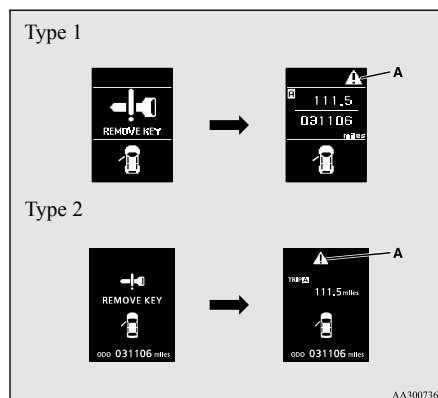 Type 1
REMOVE KEY
A
A
111.5
031106
miles
Type 2
REMOVE KEY
ODO 031106 miles
A
TRIP A
111.5 miles
ODO 031106 miles
AA300736